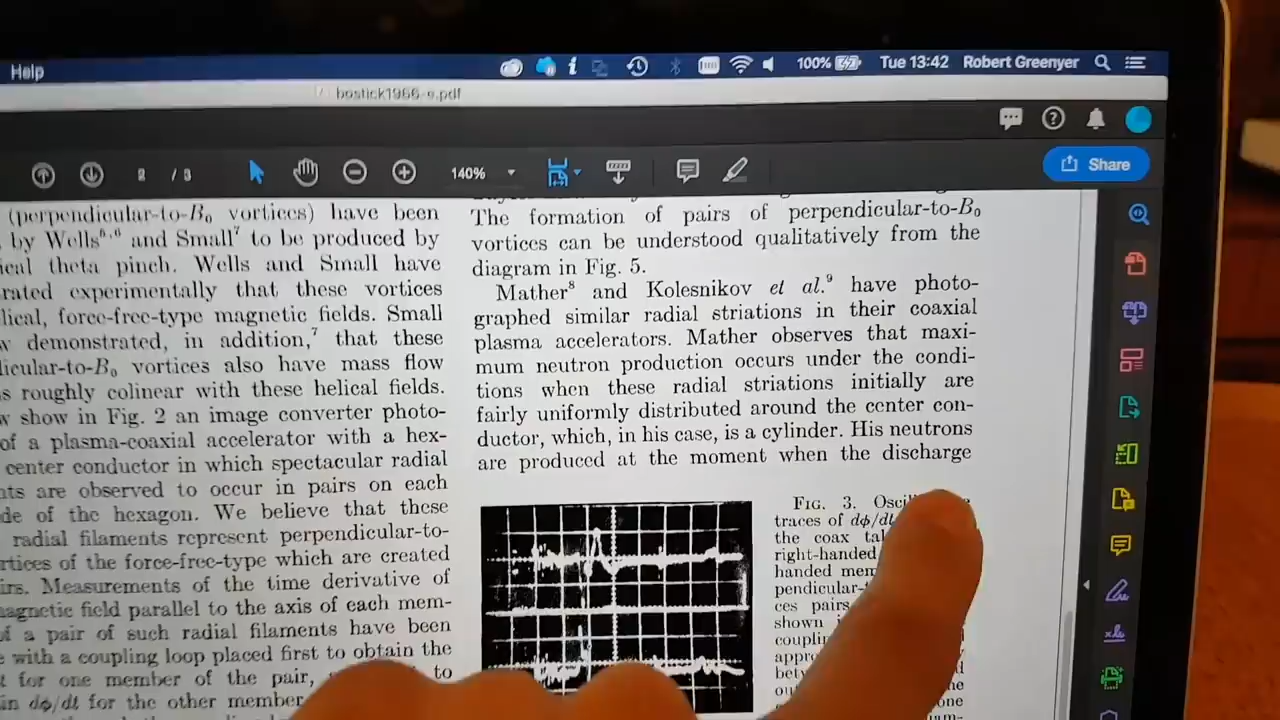 Help
100% Tue 13:42 Robert Greenyer
bostick1966-e.pdf
2 / 3 140% Share
(perpendicular-to-B₀ vortices) have been
by Wells⁵,⁶ and Small⁷ to be produced by
ical theta pinch. Wells and Small have
rated experimentally that these vortices
lical, force-free-type magnetic fields. Small
w demonstrated, in addition,⁷ that these
licular-to-B₀ vortices also have mass flow
s roughly colinear with these helical fields.
w show in Fig. 2 an image converter photo-
of a plasma-coaxial accelerator with a hex-
center conductor in which spectacular radial
nts are observed to occur in pairs on each
de of the hexagon. We believe that these
radial filaments represent perpendicular-to-
rtices of the force-free-type which are created
irs. Measurements of the time derivative of
agnetic field parallel to the axis of each mem-
of a pair of such radial filaments have been
e with a coupling loop placed first to obtain the
t for one member of the pair, to
in dϕ/dt for the other member
The formation of pairs of perpendicular-to-B₀
vortices can be understood qualitatively from the
diagram in Fig. 5.
Mather⁸ and Kolesnikov et al.⁹ have photo-
graphed similar radial striations in their coaxial
plasma accelerators. Mather observes that maxi-
mum neutron production occurs under the condi-
tions when these radial striations initially are
fairly uniformly distributed around the center con-
ductor, which, in his case, is a cylinder. His neutrons
are produced at the moment when the discharge
FIG. 3.
traces of dϕ/dt
the coax
right-handed
handed mem
pendicular-
ces pairs
shown